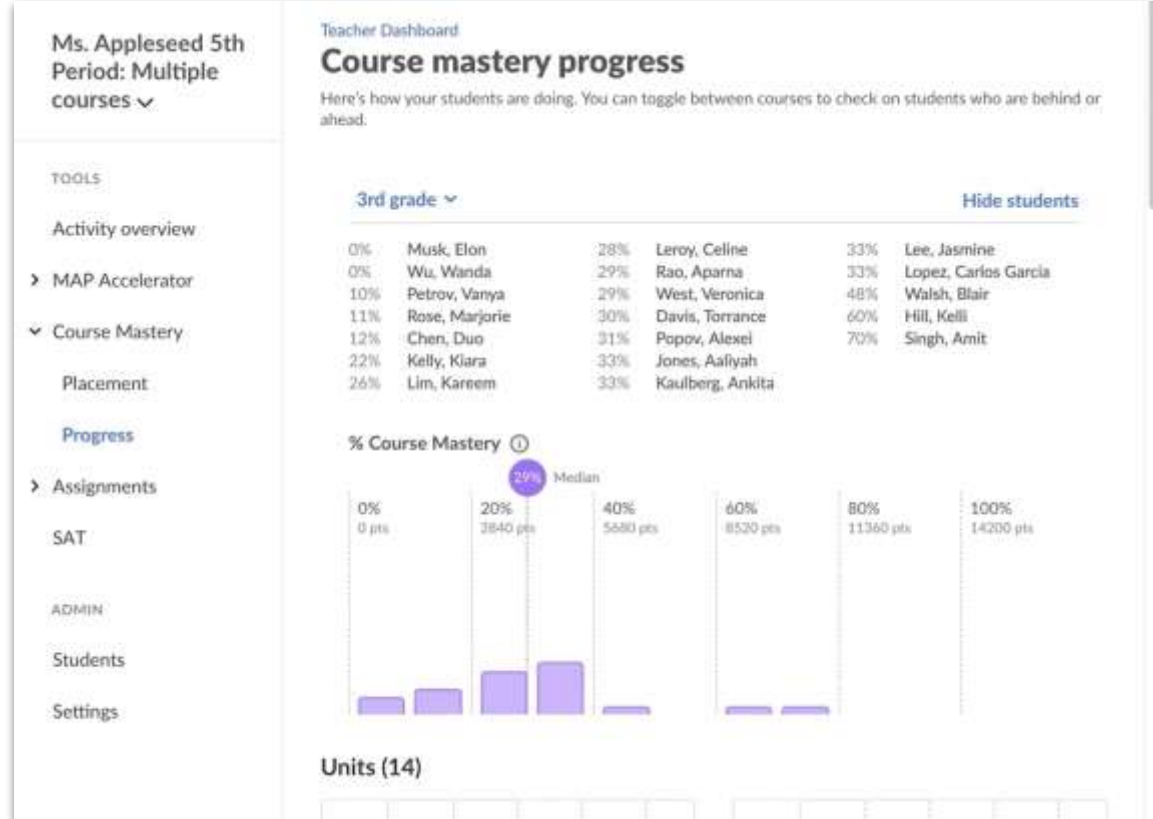 Ms. Appleseed 5th
Period: Multiple
courses
TOOLS
Activity overview
MAP Accelerator
Course Mastery
Placement
Progress
Assignments
SAT
ADMIN
Students
Settings
Teacher Dashboard
Course mastery progress
Here's how your students are doing. You can toggle between courses to check on students who are behind or
ahead.
3rd grade Hide students
0% Musk, Elon 28% Leroy, Celine 33% Lee, Jasmine
0% Wu, Wanda 29% Rao, Aparna 33% Lopez, Carlos Garcia
10% Petrov, Vanya 29% West, Veronica 48% Walsh, Blair
11% Rose, Marjorie 30% Davis, Torrance 60% Hill, Kelli
12% Chen, Duo 31% Popov, Alexei 70% Singh, Amit
22% Kelly, Kiara 33% Jones, Aaliyah
26% Lim, Kareem 33% Kaulberg, Ankita
% Course Mastery
29% Median
0% 20% 40% 60% 80% 100%
0 pts 2840 pts 5680 pts 8520 pts 11360 pts 14200 pts
Units (14)